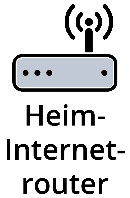 Heim-
Internet-
router